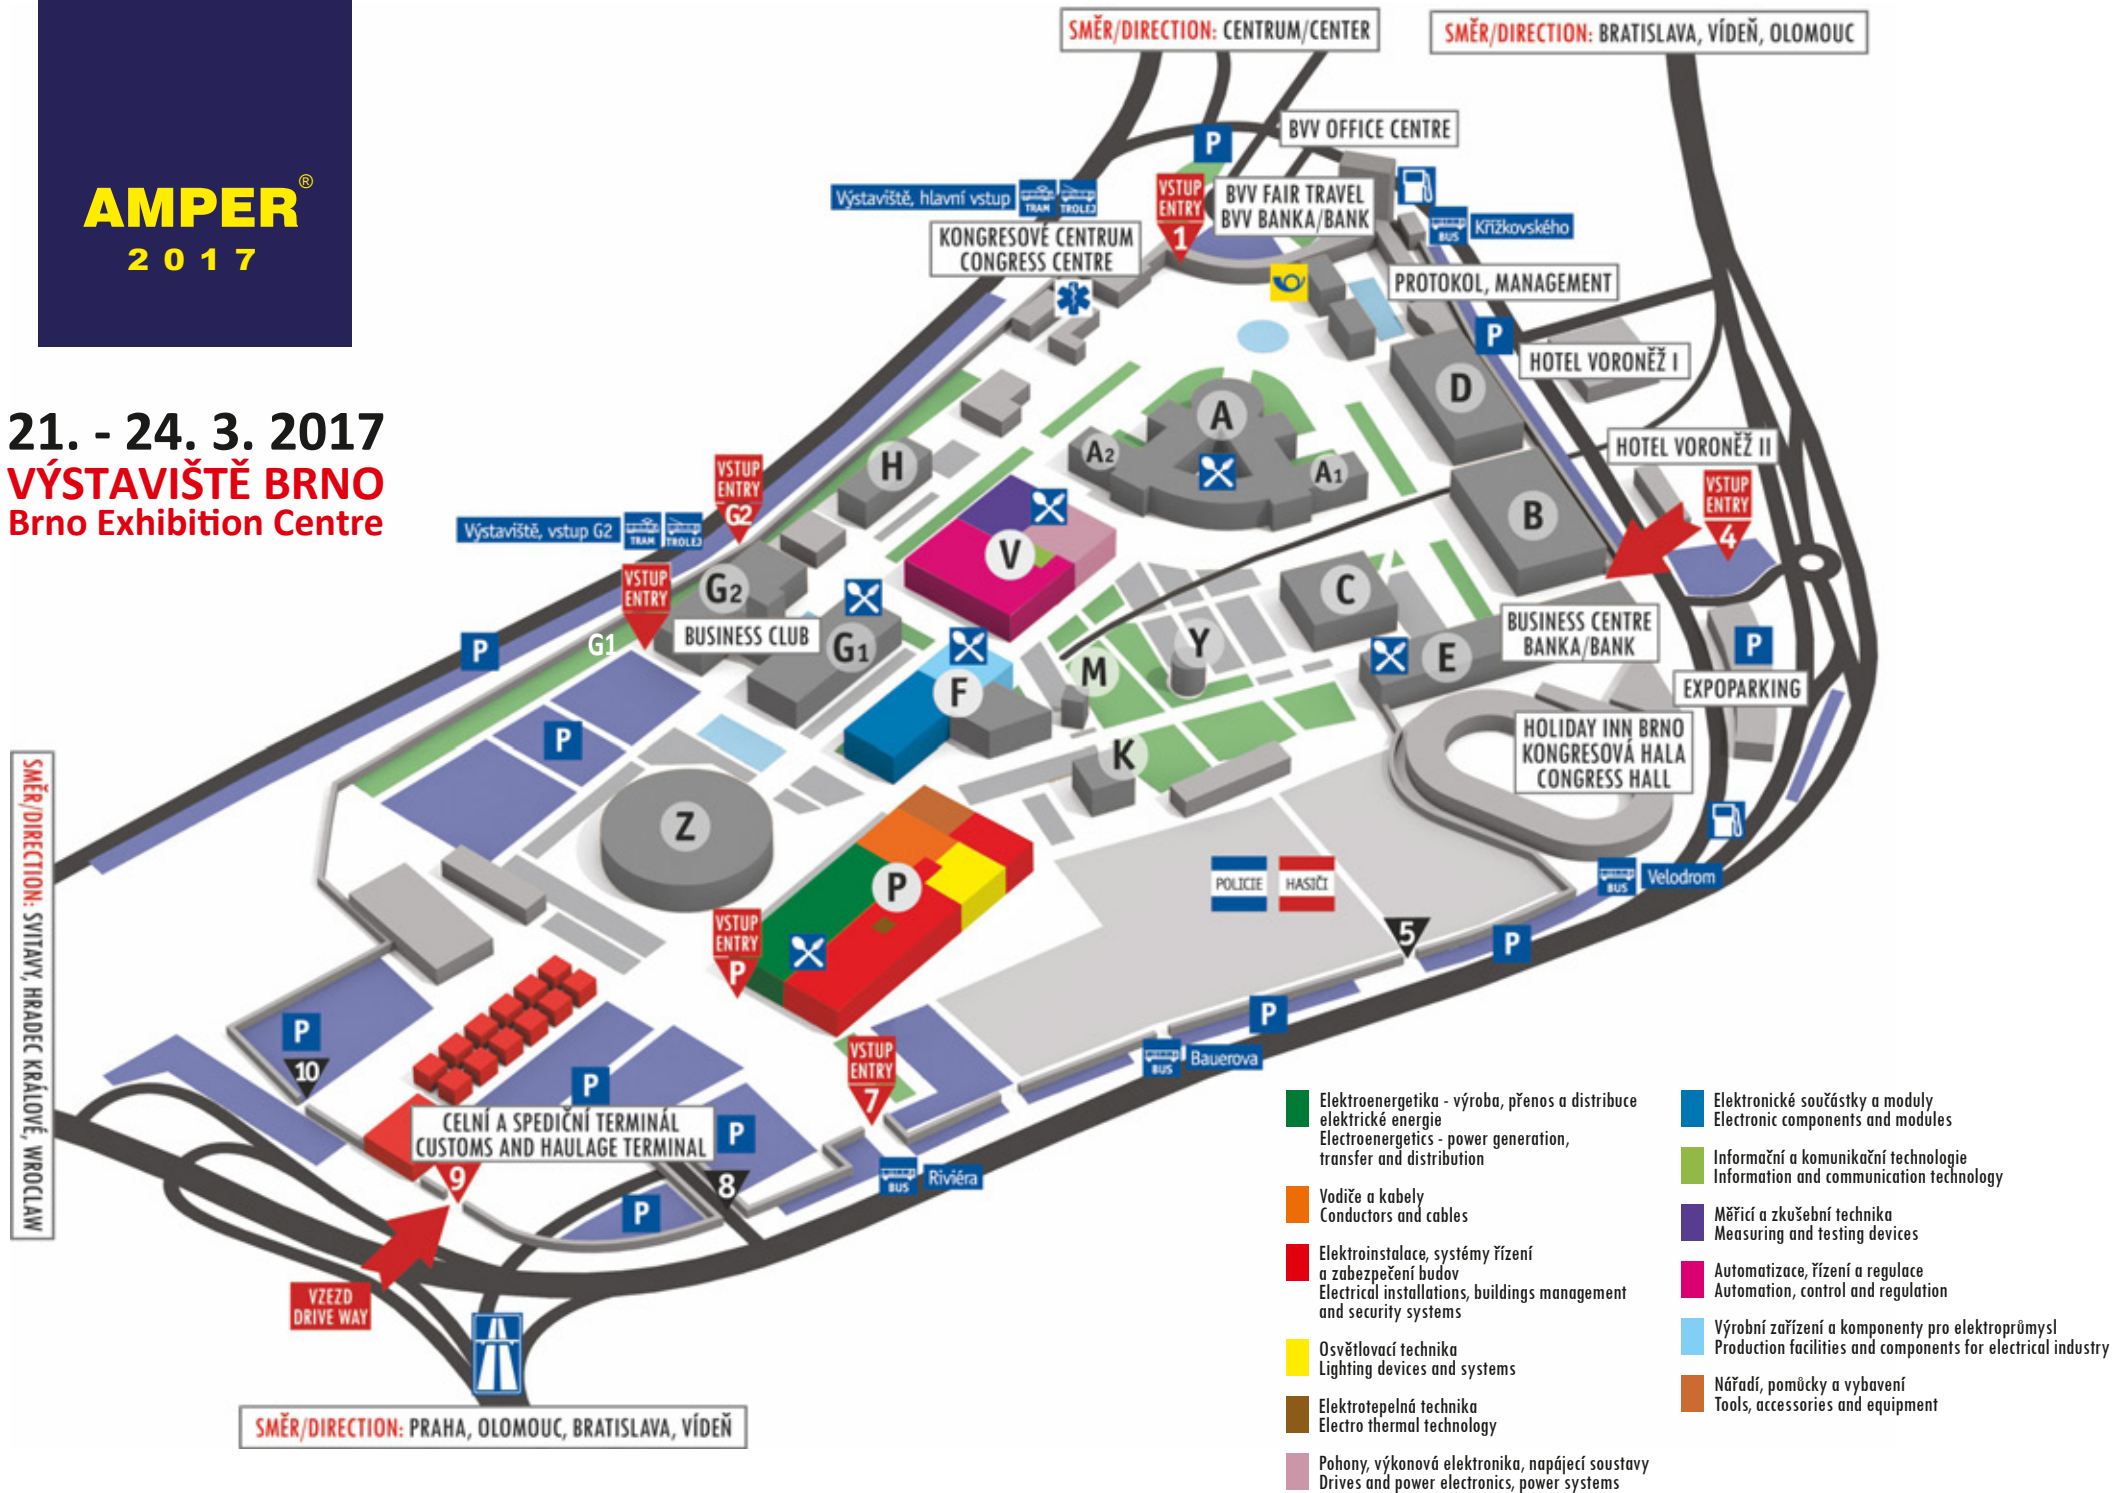 AMPER®
2017
21. - 24. 3. 2017
VÝSTAVIŠTĚ BRNO
Brno Exhibition Centre
SMĚR/DIRECTION: CENTRUM/CENTER
SMĚR/DIRECTION: BRATISLAVA, VÍDEŇ, OLOMOUC
BVV OFFICE CENTRE
P
VSTUP
ENTRY
1
BVV FAIR TRAVEL
BVV BANKA/BANK
Výstaviště, hlavní vstup
TRAM
TROLEJ
BUS
Křížkovského
KONGRESOVÉ CENTRUM
CONGRESS CENTRE
PROTOKOL, MANAGEMENT
P
HOTEL VORONĚŽ I
D
A
A2
A1
HOTEL VORONĚŽ II
VSTUP
ENTRY
4
H
VSTUP
ENTRY
G2
Výstaviště, vstup G2
TRAM
TROLEJ
B
V
C
VSTUP
ENTRY
G1
G2
BUSINESS CLUB
G1
P
Y
M
E
BUSINESS CENTRE
BANKA/BANK
P
EXPOPARKING
F
P
K
HOLIDAY INN BRNO
KONGRESOVÁ HALA
CONGRESS HALL
Z
P
POLICIE
HASIČI
BUS
Velodrom
5
P
VSTUP
ENTRY
P
SMĚR/DIRECTION: SVITAVY, HRADEC KRÁLOVÉ, WROCLAW
P
10
P
BUS
Bauerova
VSTUP
ENTRY
7
P
CELNÍ A SPEDIČNÍ TERMINÁL
CUSTOMS AND HAULAGE TERMINAL
P
9
8
BUS
Riviéra
P
VZEZD
DRIVE WAY
SMĚR/DIRECTION: PRAHA, OLOMOUC, BRATISLAVA, VÍDEŇ
Elektroenergetika - výroba, přenos a distribuce
elektrické energie
Electroenergetics - power generation,
transfer and distribution
Vodiče a kabely
Conductors and cables
Elektroinstalace, systémy řízení
a zabezpečení budov
Electrical installations, buildings management
and security systems
Osvětlovací technika
Lighting devices and systems
Elektrotepelná technika
Electro thermal technology
Pohony, výkonová elektronika, napájecí soustavy
Drives and power electronics, power systems
Elektronické součástky a moduly
Electronic components and modules
Informační a komunikační technologie
Information and communication technology
Měřicí a zkušební technika
Measuring and testing devices
Automatizace, řízení a regulace
Automation, control and regulation
Výrobní zařízení a komponenty pro elektroprůmysl
Production facilities and components for electrical industry
Nářadí, pomůcky a vybavení
Tools, accessories and equipment